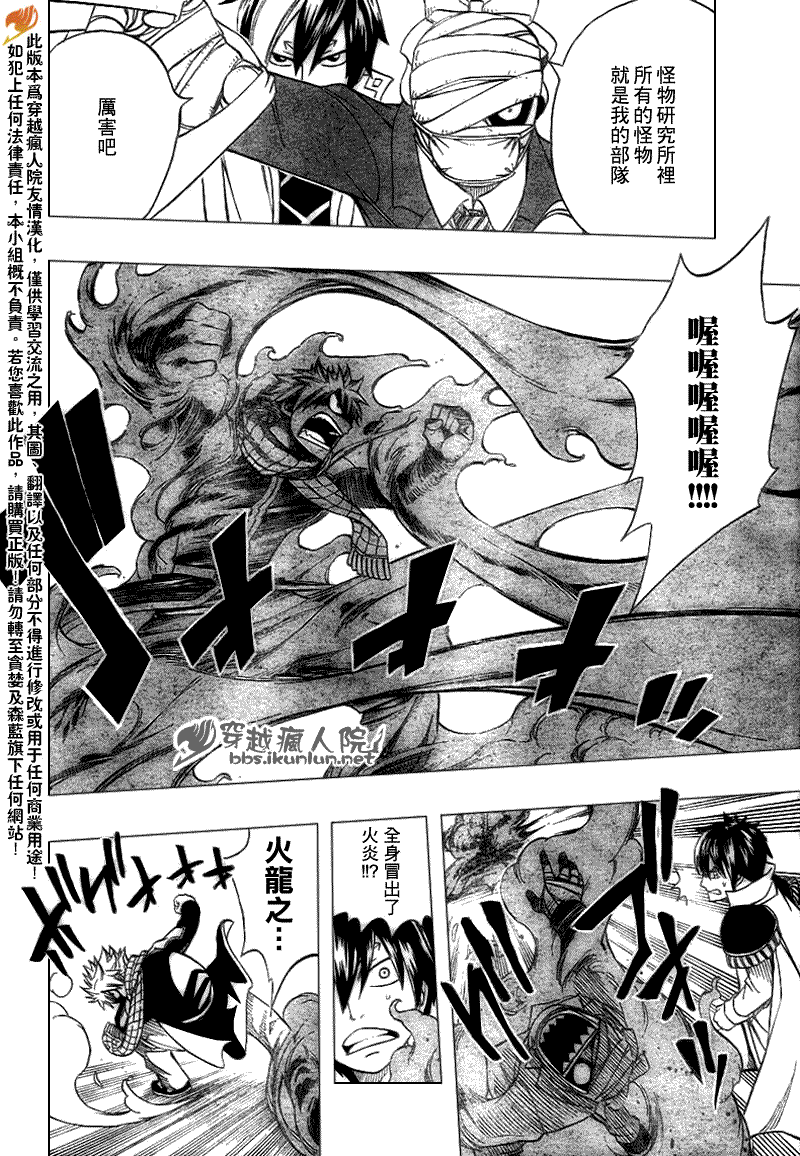 怪物研究所裡
所有的怪物
就是我的部隊
厲害吧
喔喔喔喔喔!!!!
全身冒出了
火炎!!?
火龍之…
穿越瘋人院
bbs.ikunlun.net
此版本爲穿越瘋人院友情漢化，僅供學習交流之用，其圖、翻譯以及任何部分不得進行修改或用于任何商業用途！
如犯上任何法律責任，本小組概不負責。若您喜歡此作品，請購買正版！請勿轉至貪婪及森藍旗下任何網站！